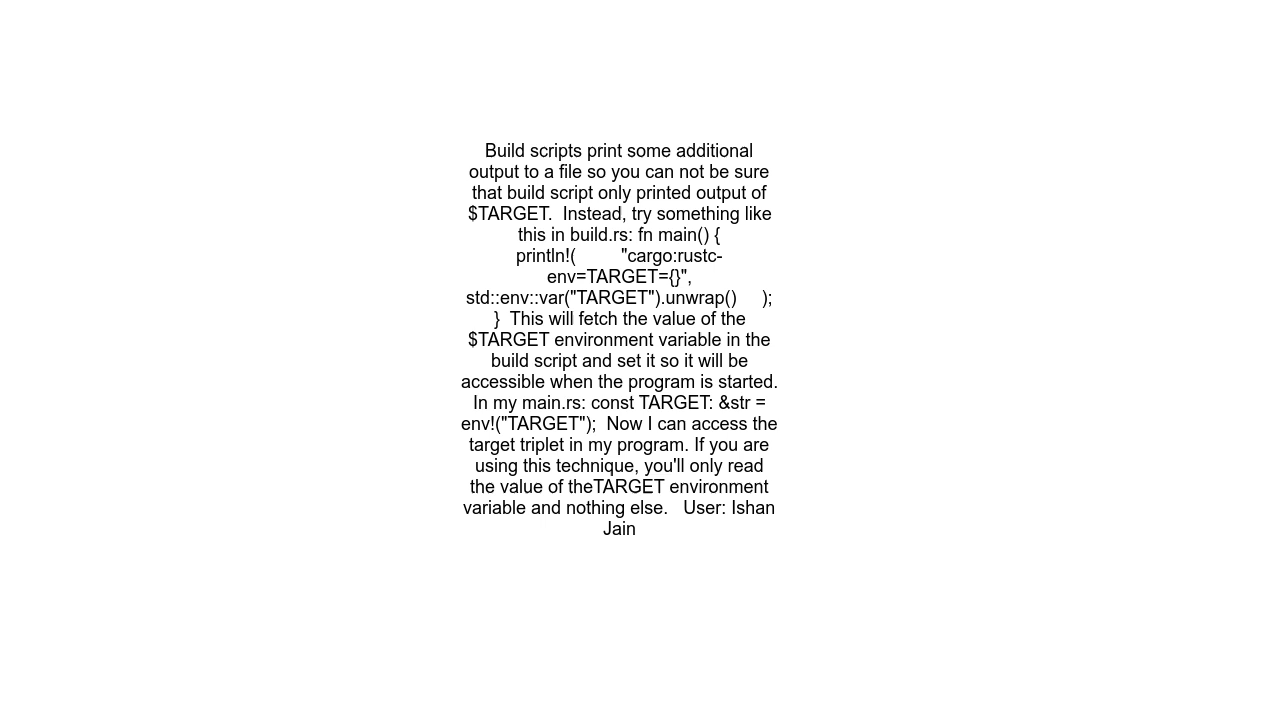 Build scripts print some additional
output to a file so you can not be sure
that build script only printed output of
$TARGET.  Instead, try something like
this in build.rs: fn main() {
println!(         "cargo:rustc-
env=TARGET={}",
std::env::var("TARGET").unwrap()     );
}  This will fetch the value of the
$TARGET environment variable in the
build script and set it so it will be
accessible when the program is started.
In my main.rs: const TARGET: &str =
env!("TARGET");  Now I can access the
target triplet in my program. If you are
using this technique, you'll only read
the value of theTARGET environment
variable and nothing else.   User: Ishan
Jain